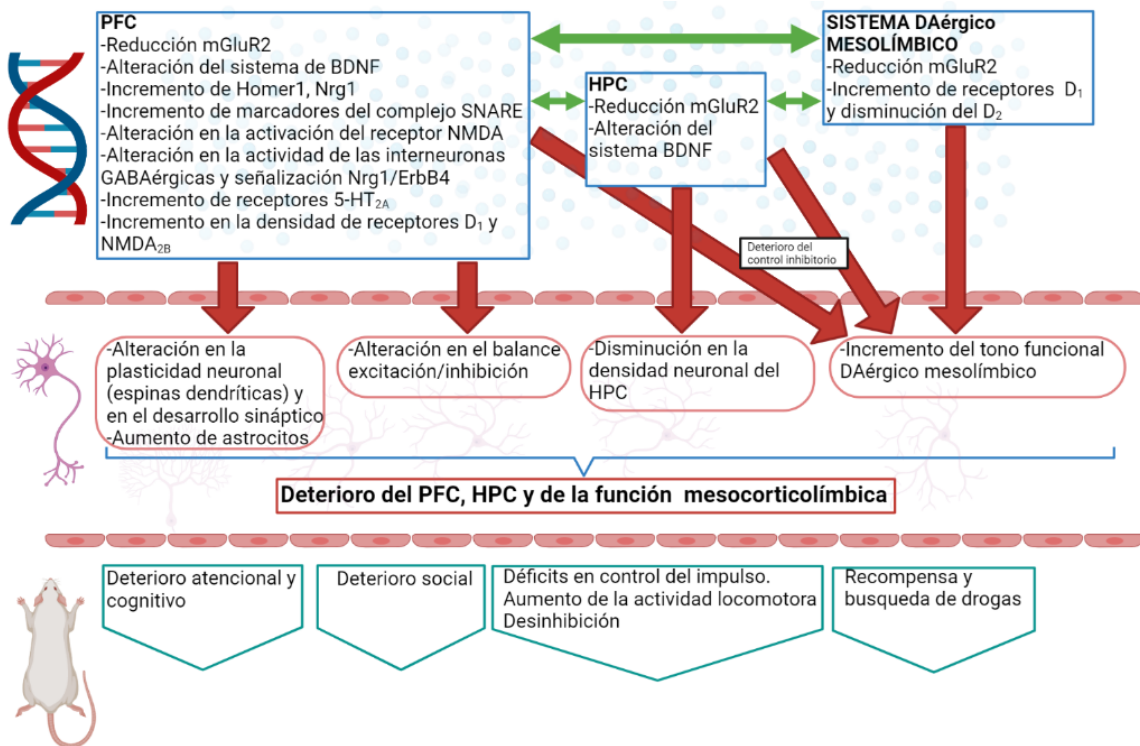 PFC
-Reducción mGluR2
-Alteración del sistema de BDNF
-Incremento de Homer1, Nrg1
-Incremento de marcadores del complejo SNARE
-Alteración en la activación del receptor NMDA
-Alteración en la actividad de las interneuronas
GABAérgicas y señalización Nrg1/ErbB4
-Incremento de receptores 5-HT2A
-Incremento en la densidad de receptores D1 y
NMDA2B
HPC
-Reducción mGluR2
-Alteración del
sistema BDNF
SISTEMA DAérgico
MESOLÍMBICO
-Reducción mGluR2
-Incremento de receptores D1
y disminución del D2
Deterioro del
control inhibitorio
-Alteración en la
plasticidad neuronal
(espinas dendríticas) y
en el desarrollo sináptico
-Aumento de astrocitos
-Alteración en el balance
excitación/inhibición
-Disminución en la
densidad neuronal del
HPC
-Incremento del tono funcional
DAérgico mesolímbico
Deterioro del PFC, HPC y de la función mesocorticolímbica
Deterioro atencional y
cognitivo
Deterioro social
Déficits en control del impulso.
Aumento de la actividad locomotora
Desinhibición
Recompensa y
busqueda de drogas